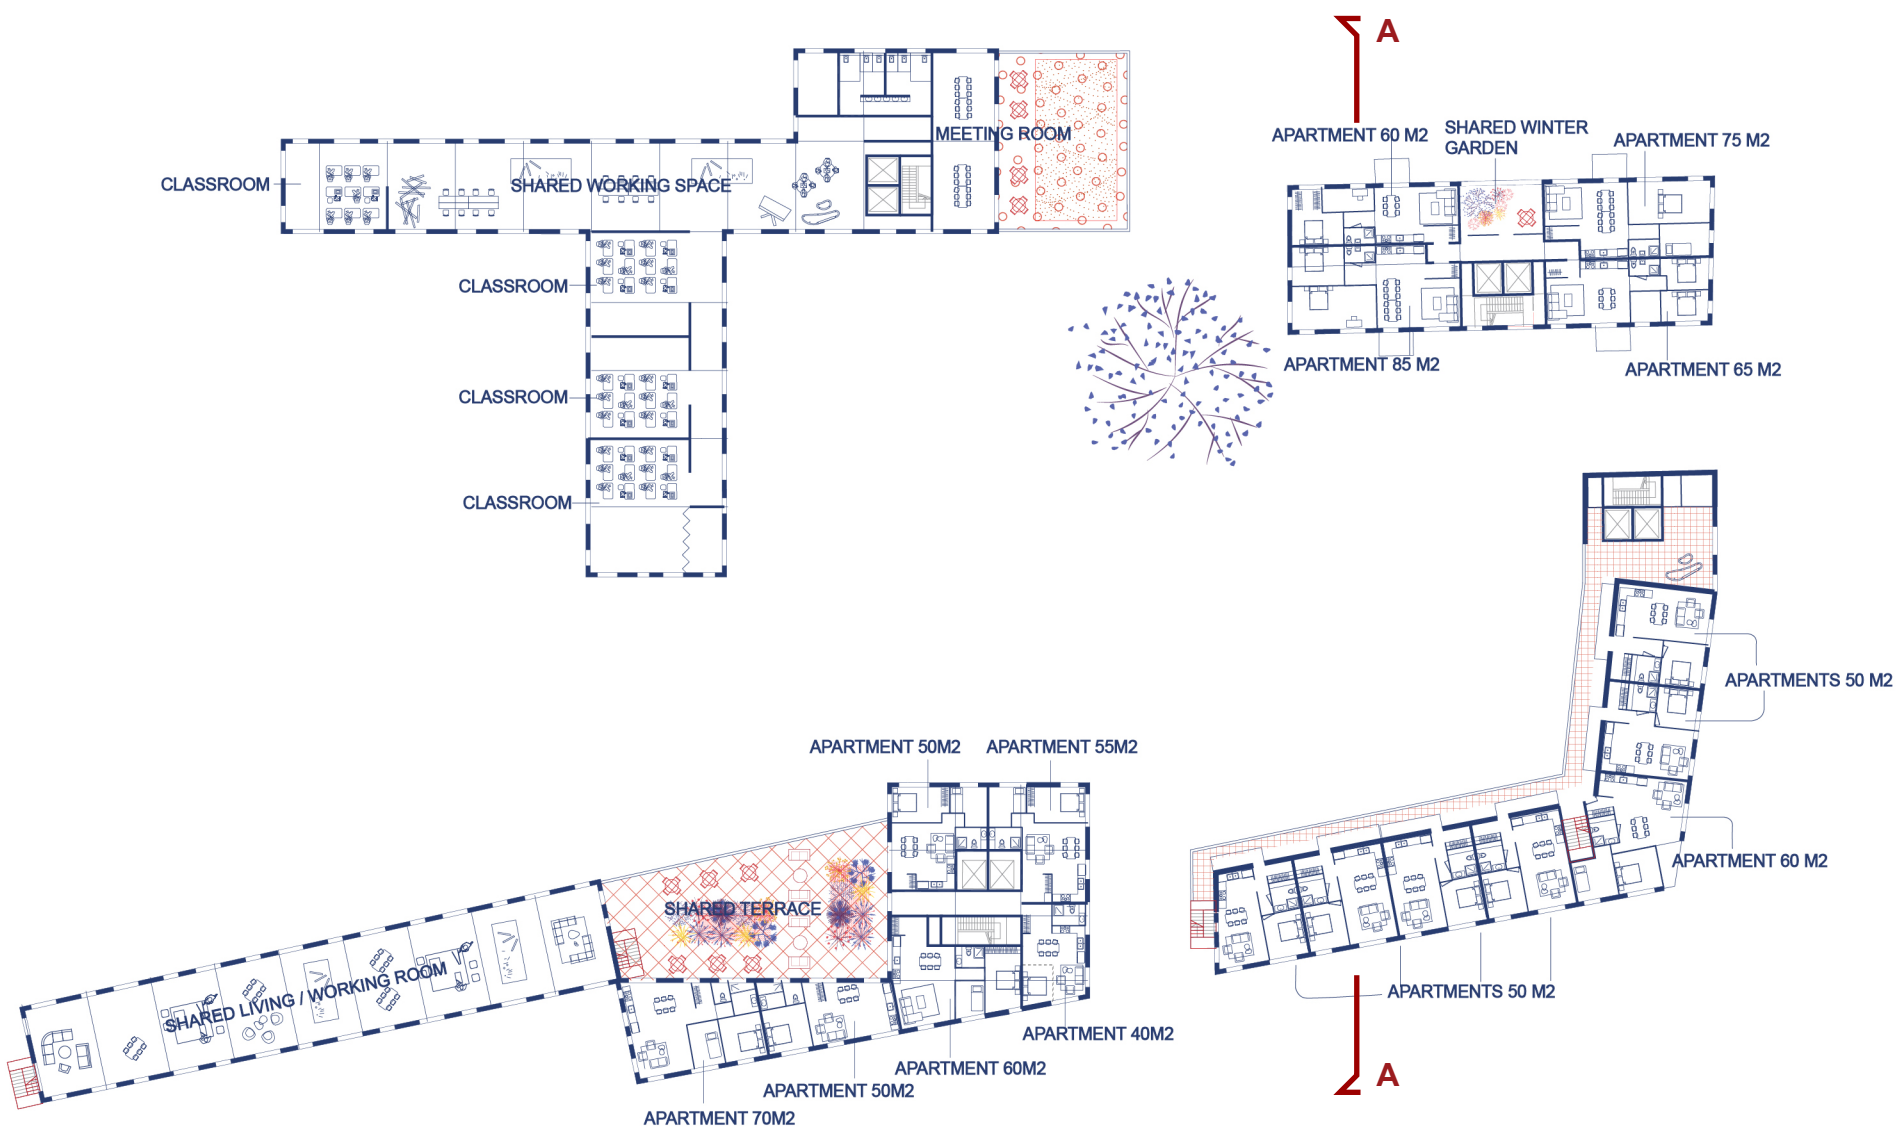 A
MEETING ROOM
APARTMENT 60 M2
SHARED WINTER
GARDEN
APARTMENT 75 M2
CLASSROOM
SHARED WORKING SPACE
CLASSROOM
APARTMENT 85 M2
APARTMENT 65 M2
CLASSROOM
CLASSROOM
APARTMENTS 50 M2
APARTMENT 50M2
APARTMENT 55M2
APARTMENT 60 M2
SHARED TERRACE
SHARED LIVING / WORKING ROOM
APARTMENTS 50 M2
APARTMENT 40M2
APARTMENT 60M2
A
APARTMENT 50M2
APARTMENT 70M2